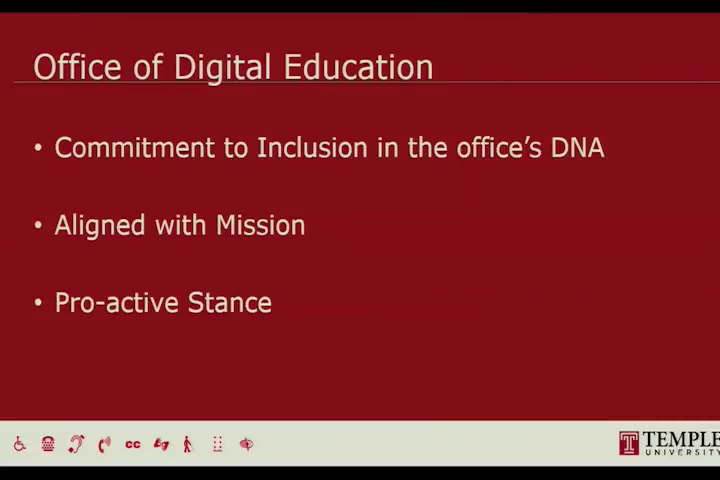 Office of Digital Education
• Commitment to Inclusion in the office's DNA
• Aligned with Mission
• Pro-active Stance
CC
T TEMPLE
UNIVERSITY